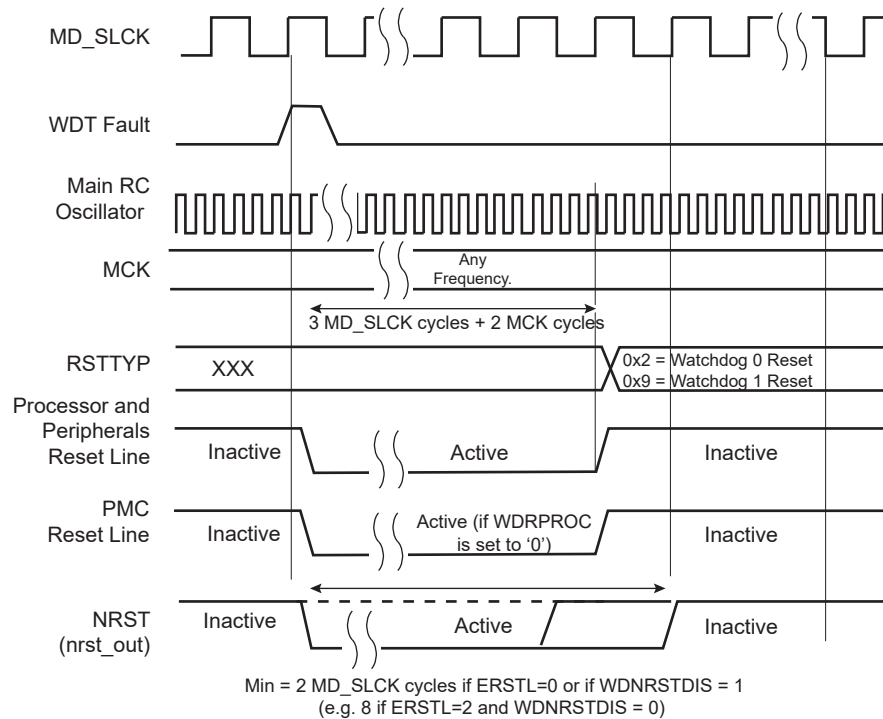 MD_SLCK
WDT Fault
Main RC
Oscillator
MCK
Any
Frequency.
3 MD_SLCK cycles + 2 MCK cycles
RSTTYP
XXX
0x2 = Watchdog 0 Reset
0x9 = Watchdog 1 Reset
Processor and
Peripherals
Reset Line
Inactive
Active
Inactive
PMC
Reset Line
Inactive
Active (if WDRPROC
is set to ‘0’)
Inactive
NRST
(nrst_out)
Inactive
Active
Inactive
Min = 2 MD_SLCK cycles if ERSTL=0 or if WDNRSTDIS = 1
(e.g. 8 if ERSTL=2 and WDNRSTDIS = 0)